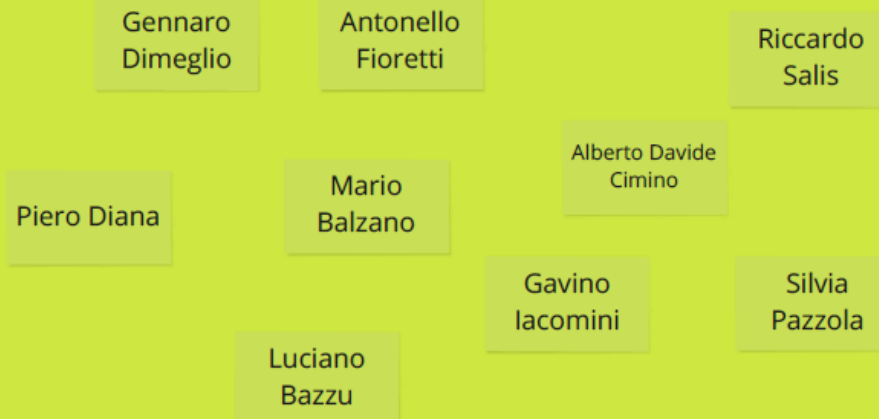 Gennaro
Dimeglio
Antonello
Fioretti
Riccardo
Salis
Alberto Davide
Cimino
Piero Diana
Mario
Balzano
Gavino
Iacomini
Silvia
Pazzola
Luciano
Bazzu